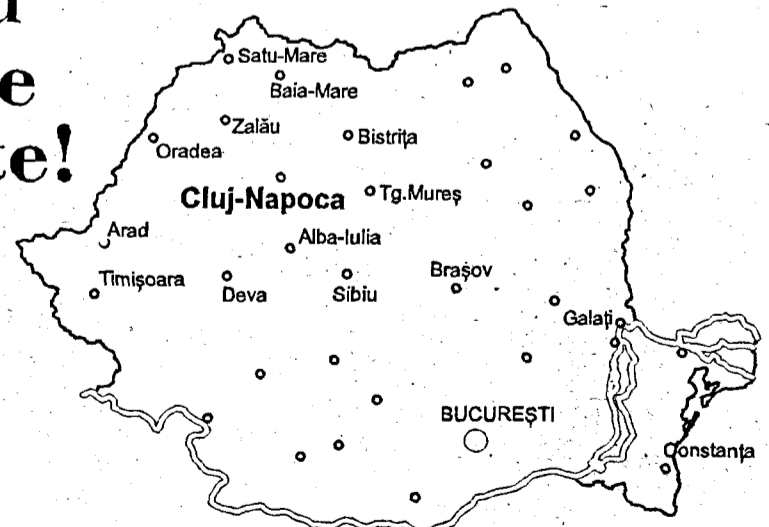 e
te!
Satu-Mare
Baia-Mare
Zalău
Bistrița
Oradea
Cluj-Napoca
Tg.Mureș
Arad
Alba-Iulia
Timișoara
Deva
Sibiu
Brașov
Galați
BUCUREȘTI
Constanța